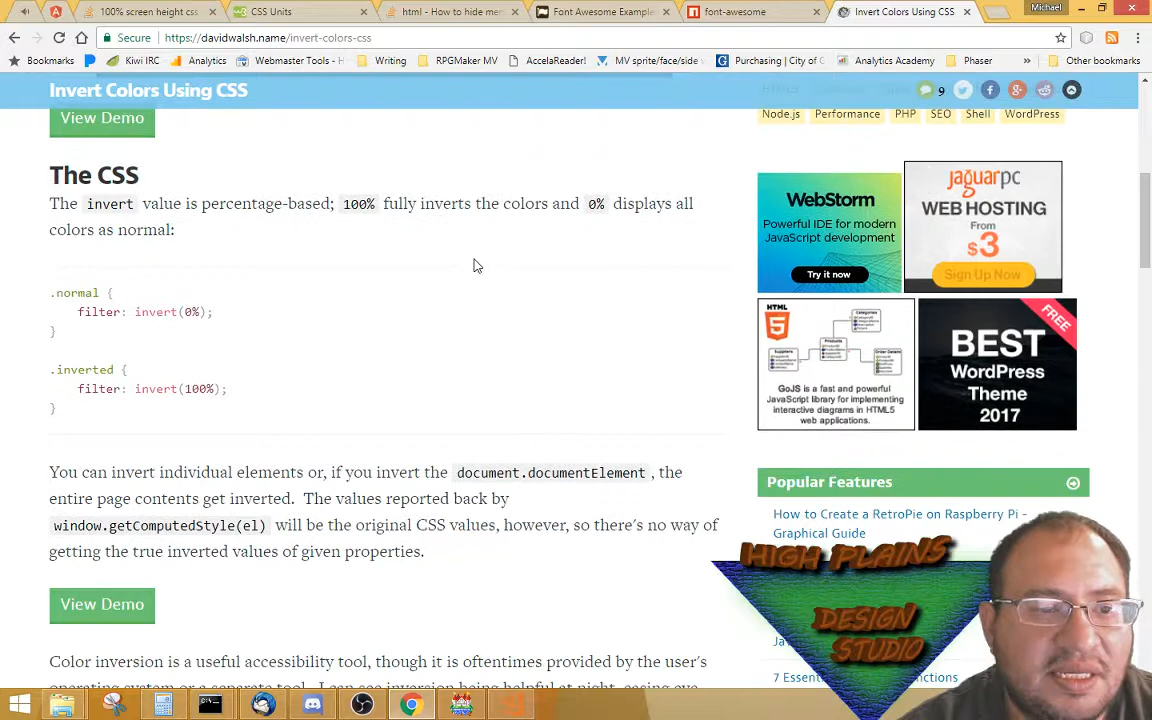 100% screen height css
CSS Units
html - How to hide me
Font Awesome Example
font-awesome
Invert Colors Using CSS
Michael
Secure
https://davidwalsh.name/invert-colors-css
Bookmarks
Kiwi IRC
Analytics
Webmaster Tools - H
Writing
RPGMaker MV
AccelaReader!
MV sprite/face/side
Purchasing | City of C
Analytics Academy
Phaser
»
Other bookmarks
Invert Colors Using CSS
9
View Demo
Node.js Performance PHP SEO Shell WordPress
The CSS
The invert value is percentage-based; 100% fully inverts the colors and 0% displays all
colors as normal:
.normal {
filter: invert(0%);
}
.inverted {
filter: invert(100%);
}
You can invert individual elements or, if you invert the document.documentElement , the
entire page contents get inverted. The values reported back by
window.getComputedStyle(el) will be the original CSS values, however, so there's no way of
getting the true inverted values of given properties.
View Demo
Color inversion is a useful accessibility tool, though it is oftentimes provided by the user's
WebStorm
Powerful IDE for modern
JavaScript development
Try it now
jaguarpc
WEB HOSTING
From
$3
Sign Up Now
HTML
5
GoJS is a fast and powerful
JavaScript library for implementing
interactive diagrams in HTML5
web applications.
FREE
BEST
WordPress
Theme
2017
Popular Features
How to Create a RetroPie on Raspberry Pi -
Graphical Guide
HIGH PLAINS
DESIGN
STUDIO
7 Essen